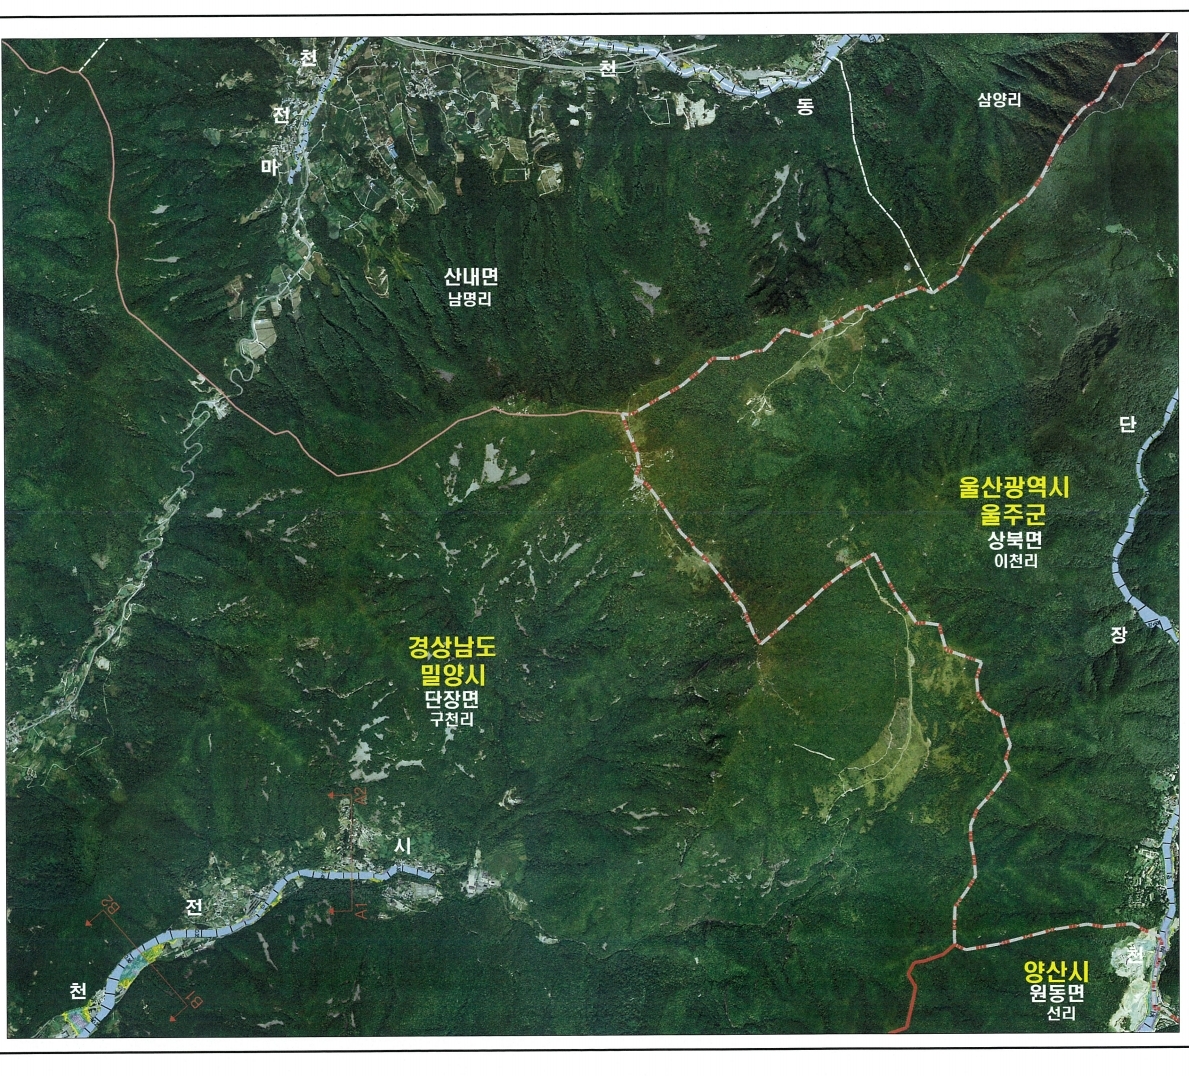 천
전
마
천
동
삼양리
산내면
남명리
단
장
천
울산광역시
울주군
상북면
이천리
경상남도
밀양시
단장면
구천리
A2
A1
시
전
천
B2
B1
양산시
원동면
선리